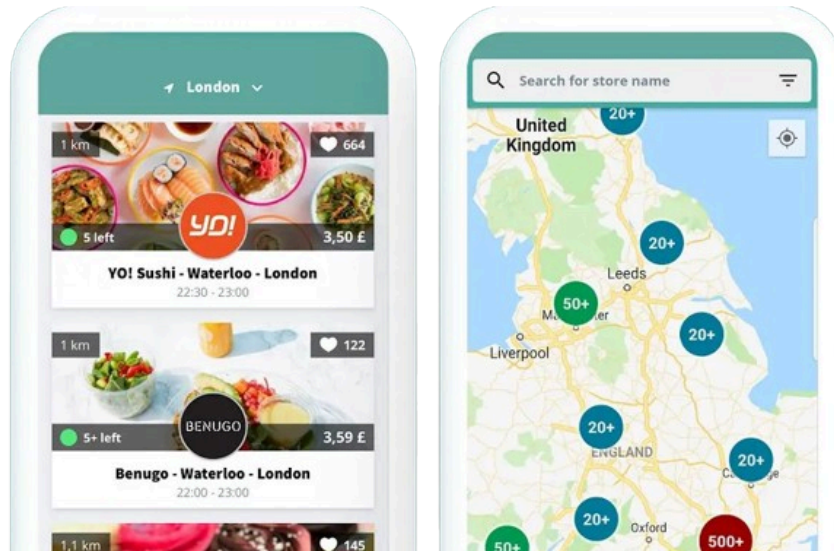 London
1 km
664
YO!
5 left
3,50 £
YO! Sushi - Waterloo - London
22:30 - 23:00
1 km
122
BENUGO
5+ left
3,59 £
Benugo - Waterloo - London
22:00 - 23:00
1,1 km
145
Search for store name
20+
United
Kingdom
20+
Leeds
50+
20+
Liverpool
20+
ENGLAND
20+
20+
Oxford
500+
50+